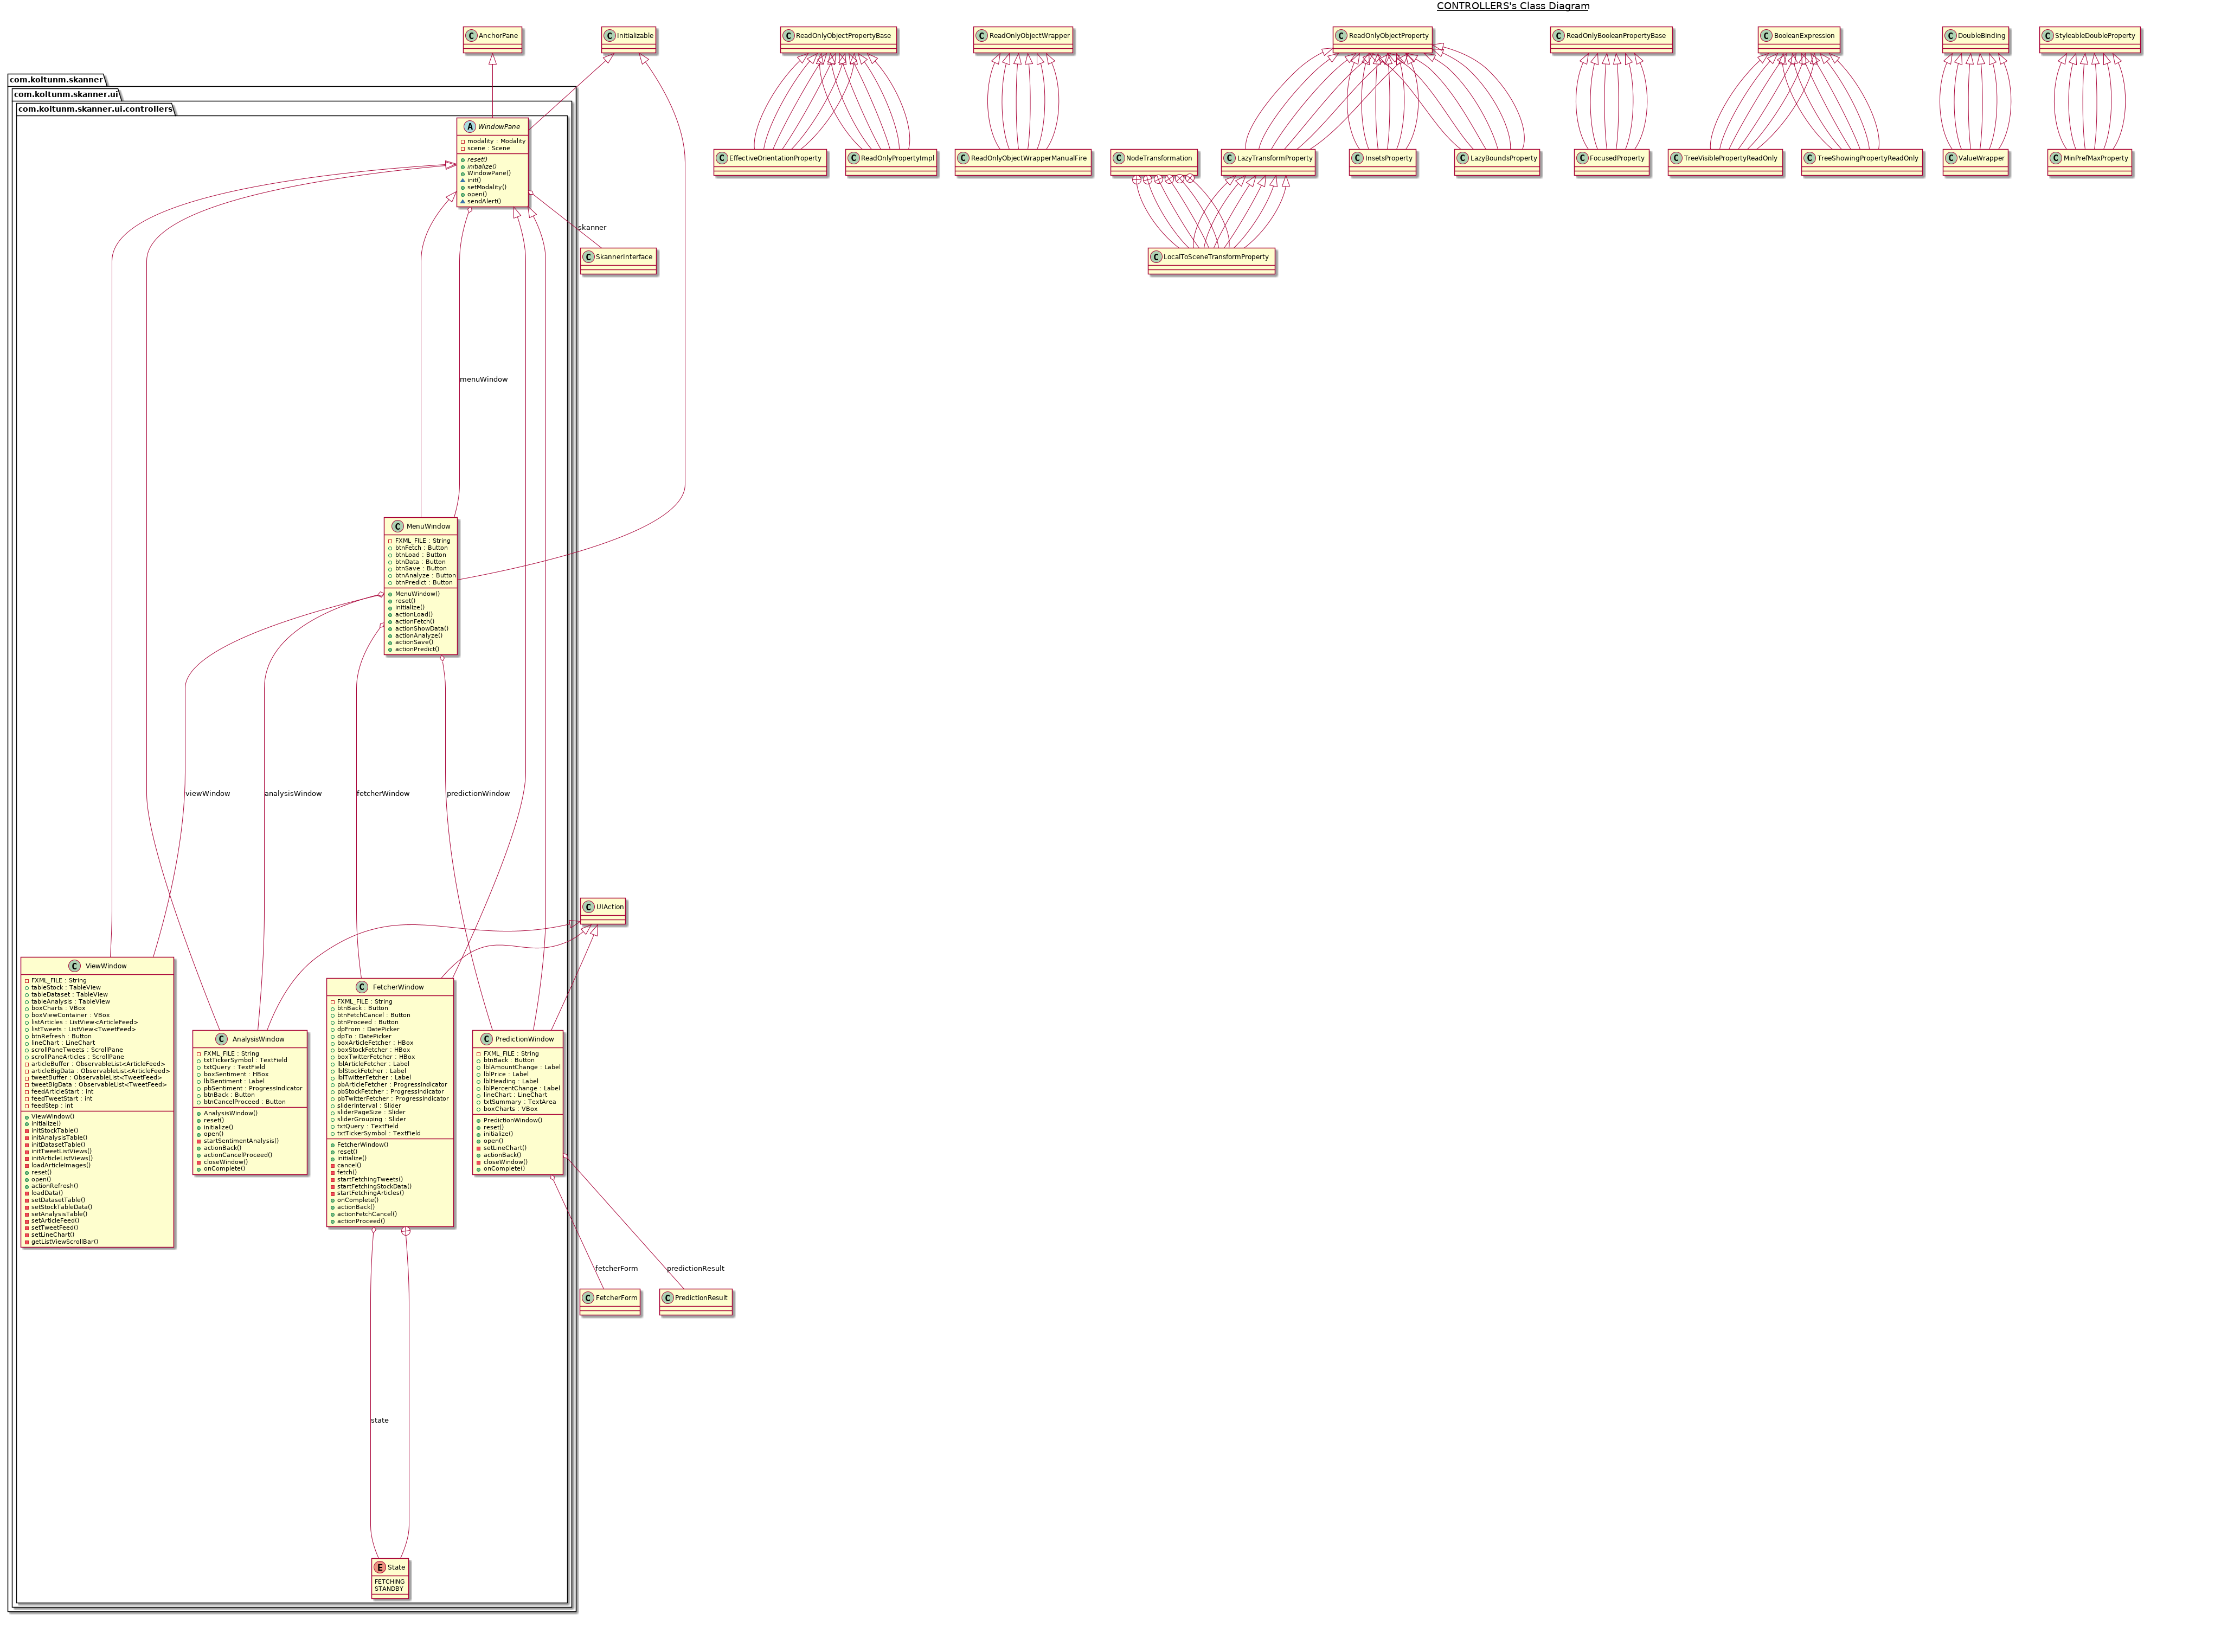 CONTROLLERS's Class Diagram
AnchorPane
Initializable
ReadOnlyObjectPropertyBase
ReadOnlyObjectWrapper
ReadOnlyObjectProperty
ReadOnlyBooleanPropertyBase
BooleanExpression
DoubleBinding
StyleableDoubleProperty
com.koltunm.skanner
com.koltunm.skanner.ui
com.koltunm.skanner.ui.controllers
WindowPane
modality : Modality
scene : Scene
reset()
initialize()
WindowPane()
init()
setModality()
open()
sendAlert()
EffectiveOrientationProperty
ReadOnlyPropertyImpl
ReadOnlyObjectWrapperManualFire
NodeTransformation
LazyTransformProperty
InsetsProperty
LazyBoundsProperty
FocusedProperty
TreeVisiblePropertyReadOnly
TreeShowingPropertyReadOnly
ValueWrapper
MinPrefMaxProperty
skanner
SkannerInterface
LocalToSceneTransformProperty
menuWindow
MenuWindow
FXML_FILE : String
btnFetch : Button
btnLoad : Button
btnData : Button
btnSave : Button
btnAnalyze : Button
btnPredict : Button
MenuWindow()
reset()
initialize()
actionLoad()
actionFetch()
actionShowData()
actionAnalyze()
actionSave()
actionPredict()
viewWindow
analysisWindow
fetcherWindow
predictionWindow
UIAction
ViewWindow
FXML_FILE : String
tableStock : TableView
tableDataset : TableView
tableAnalysis : TableView
boxCharts : VBox
boxViewContainer : VBox
listArticles : ListView<ArticleFeed>
listTweets : ListView<TweetFeed>
btnRefresh : Button
lineChart : LineChart
scrollPaneTweets : ScrollPane
scrollPaneArticles : ScrollPane
articleBuffer : ObservableList<ArticleFeed>
articleBigData : ObservableList<ArticleFeed>
tweetBuffer : ObservableList<TweetFeed>
tweetBigData : ObservableList<TweetFeed>
feedArticleStart : int
feedTweetStart : int
feedStep : int
ViewWindow()
initialize()
initStockTable()
initAnalysisTable()
initDatasetTable()
initTweetListViews()
initArticleListViews()
loadArticleImages()
reset()
open()
actionRefresh()
loadData()
setDatasetTable()
setStockTableData()
setAnalysisTable()
setArticleFeed()
setTweetFeed()
setLineChart()
getListViewScrollBar()
AnalysisWindow
FXML_FILE : String
txtTickerSymbol : TextField
txtQuery : TextField
boxSentiment : HBox
lblSentiment : Label
pbSentiment : ProgressIndicator
btnBack : Button
btnCancelProceed : Button
AnalysisWindow()
reset()
initialize()
open()
startSentimentAnalysis()
actionBack()
actionCancelProceed()
closeWindow()
onComplete()
FetcherWindow
FXML_FILE : String
btnBack : Button
btnFetchCancel : Button
btnProceed : Button
dpFrom : DatePicker
dpTo : DatePicker
boxArticleFetcher : HBox
boxStockFetcher : HBox
boxTwitterFetcher : HBox
lblArticleFetcher : Label
lblStockFetcher : Label
lblTwitterFetcher : Label
pbArticleFetcher : ProgressIndicator
pbStockFetcher : ProgressIndicator
pbTwitterFetcher : ProgressIndicator
sliderInterval : Slider
sliderPageSize : Slider
sliderGrouping : Slider
txtQuery : TextField
txtTickerSymbol : TextField
FetcherWindow()
reset()
initialize()
cancel()
fetch()
startFetchingTweets()
startFetchingStockData()
startFetchingArticles()
onComplete()
actionBack()
actionFetchCancel()
actionProceed()
PredictionWindow
FXML_FILE : String
btnBack : Button
lblAmountChange : Label
lblPrice : Label
lblHeading : Label
lblPercentChange : Label
lineChart : LineChart
txtSummary : TextArea
boxCharts : VBox
PredictionWindow()
reset()
initialize()
open()
setLineChart()
actionBack()
closeWindow()
onComplete()
fetcherForm
predictionResult
FetcherForm
PredictionResult
state
State
FETCHING
STANDBY